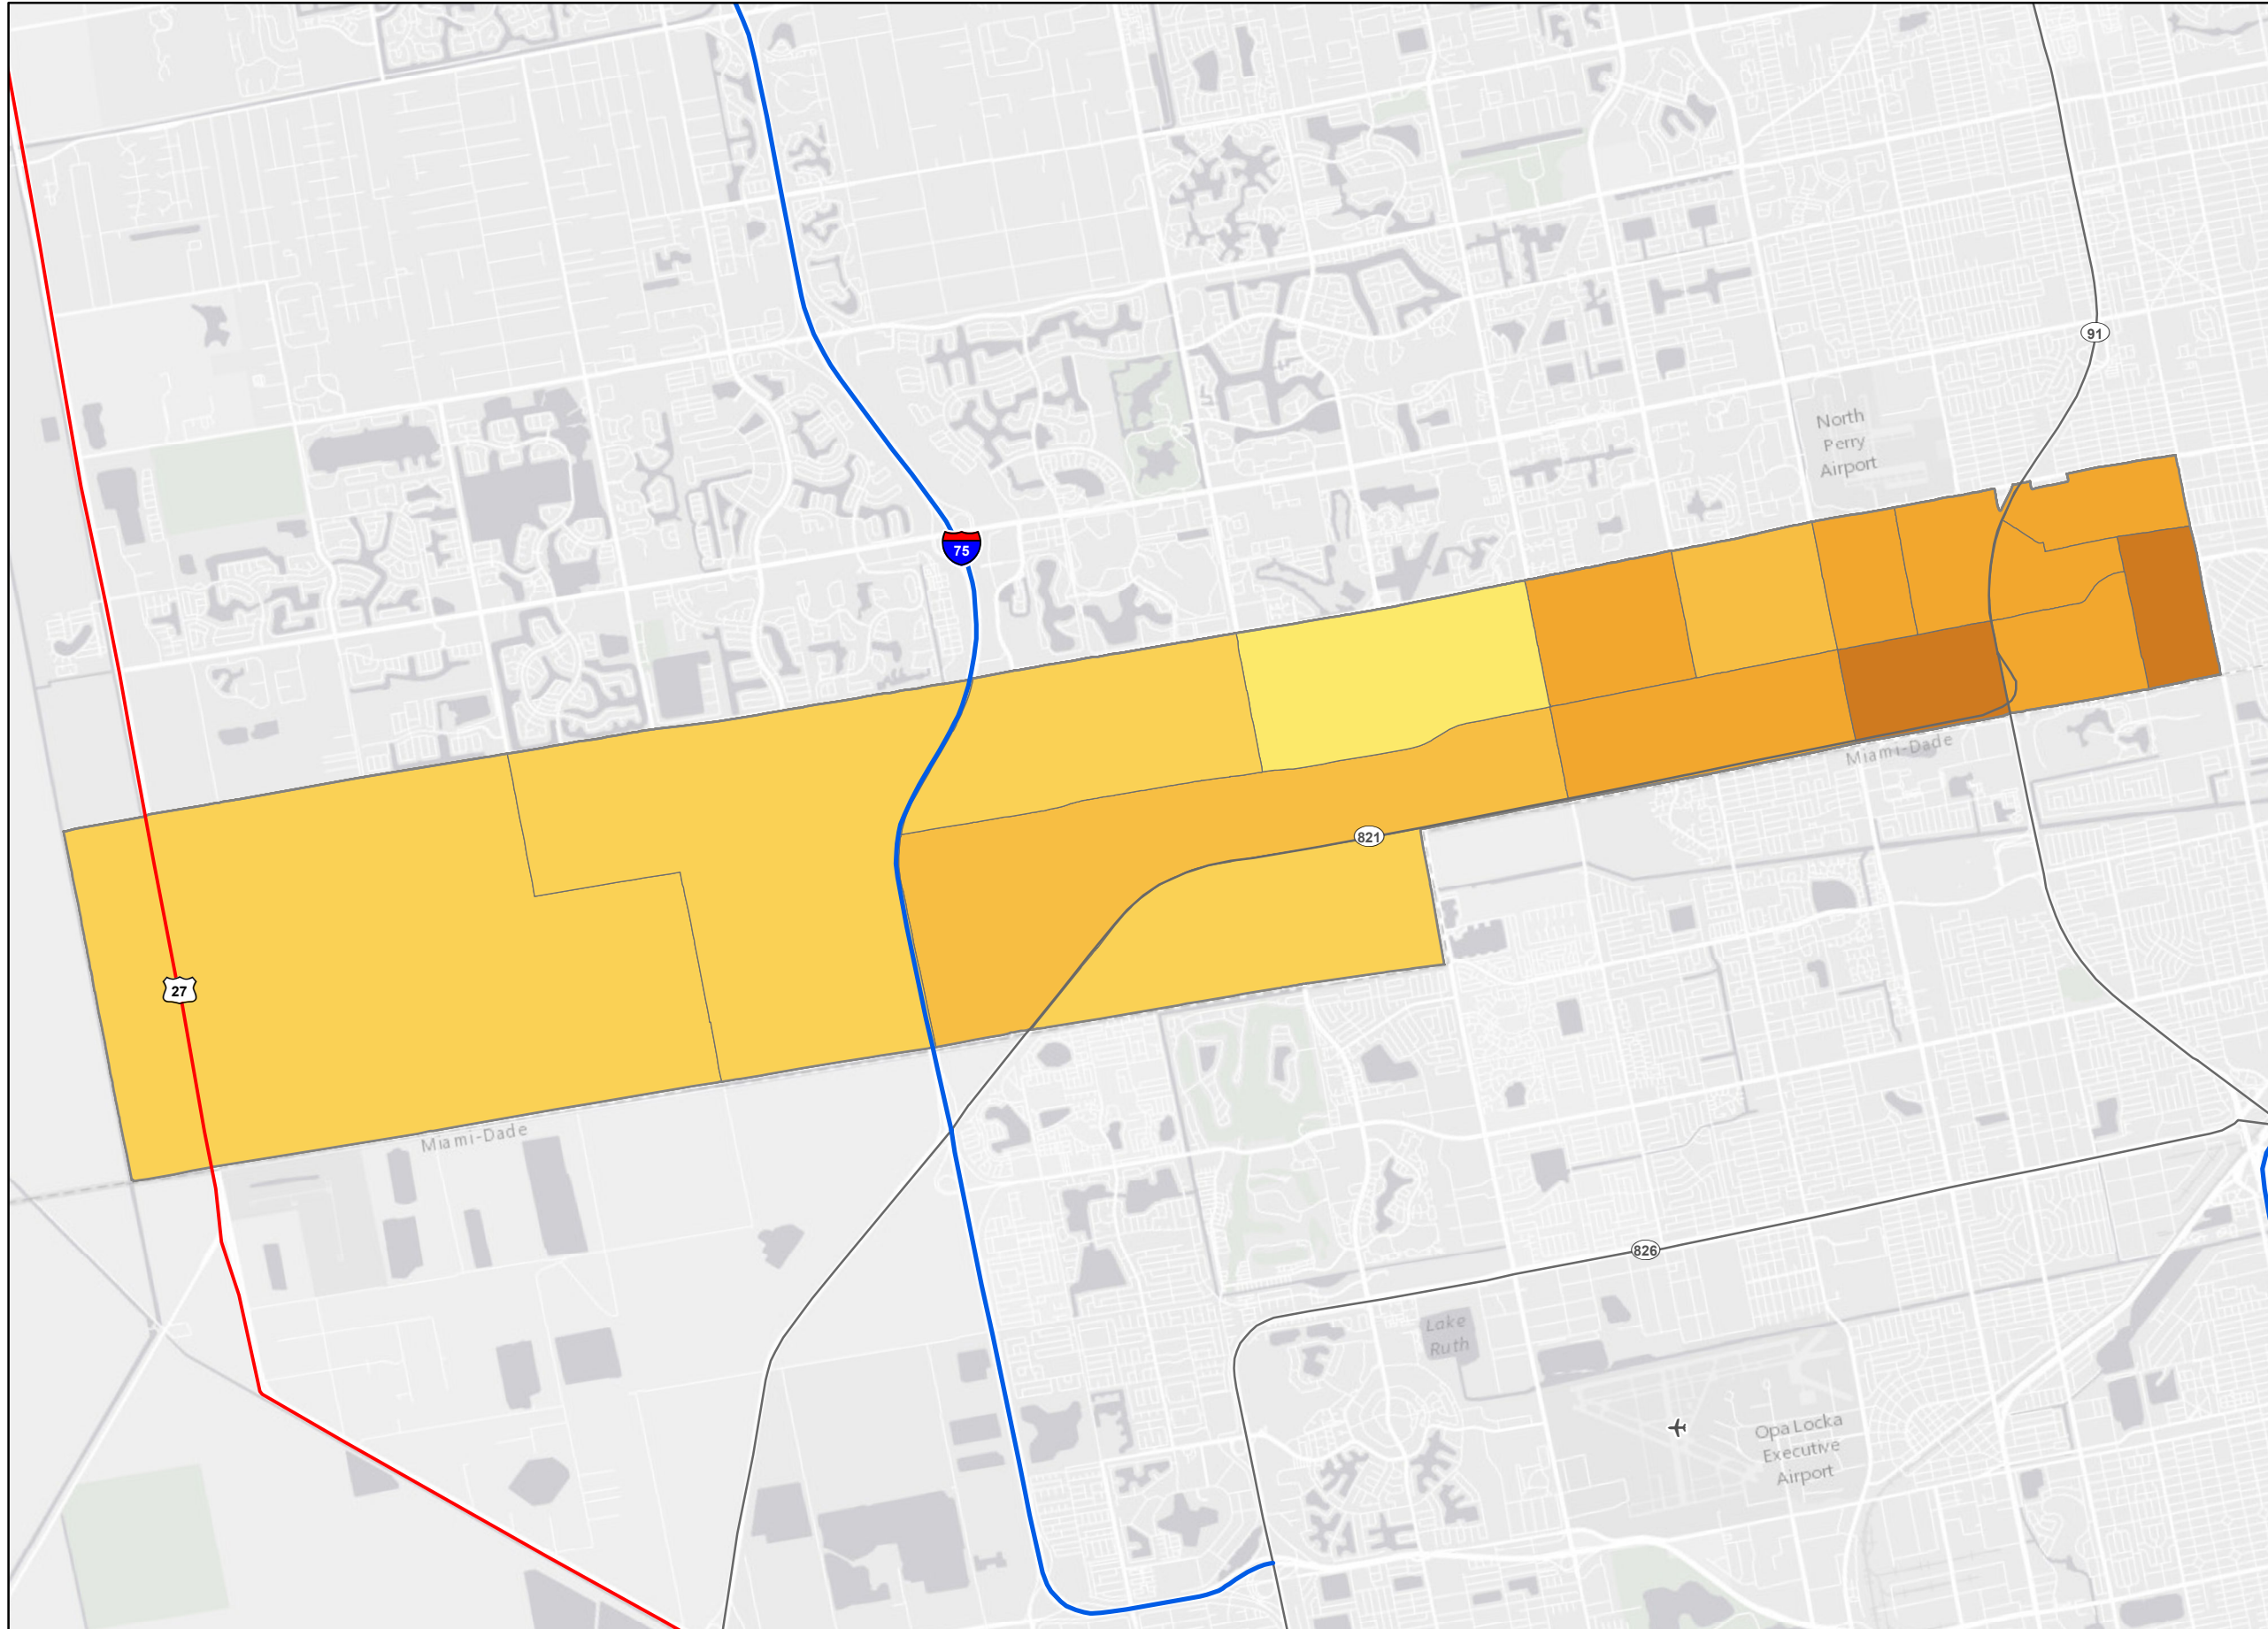 91
North
Perry
Airport
75
Miami-Dade
821
27
Miami-Dade
826
Lake
Ruth
Opa Locka
Executive
Airport